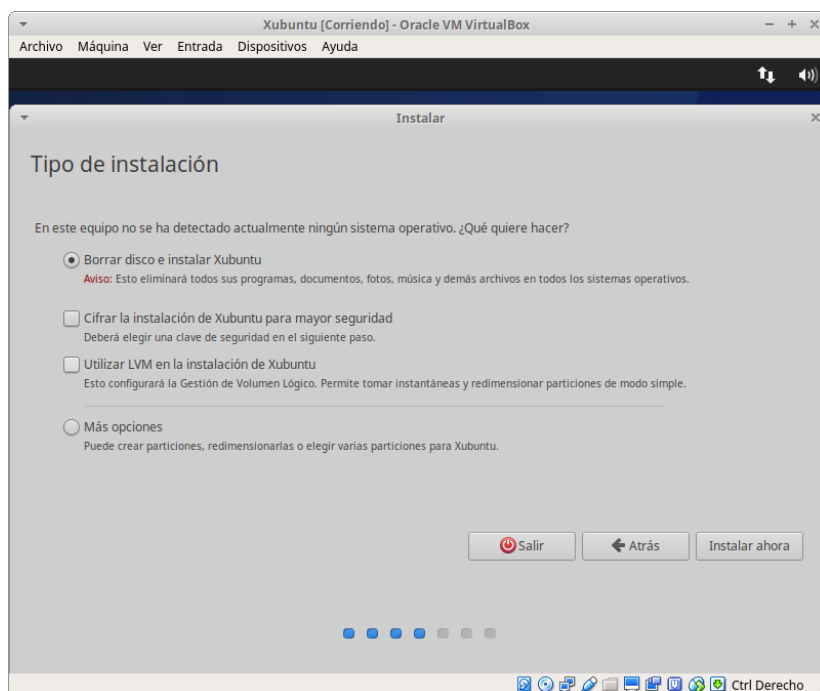 Xubuntu [Corriendo] - Oracle VM VirtualBox
Archivo Máquina Ver Entrada Dispositivos Ayuda
Instalar
Tipo de instalación
En este equipo no se ha detectado actualmente ningún sistema operativo. ¿Qué quiere hacer?
Borrar disco e instalar Xubuntu
Aviso: Esto eliminará todos sus programas, documentos, fotos, música y demás archivos en todos los sistemas operativos.
Cifrar la instalación de Xubuntu para mayor seguridad
Deberá elegir una clave de seguridad en el siguiente paso.
Utilizar LVM en la instalación de Xubuntu
Esto configurará la Gestión de Volumen Lógico. Permite tomar instantáneas y redimensionar particiones de modo simple.
Más opciones
Puede crear particiones, redimensionarlas o elegir varias particiones para Xubuntu.
Salir Atrás Instalar ahora
Ctrl Derecho